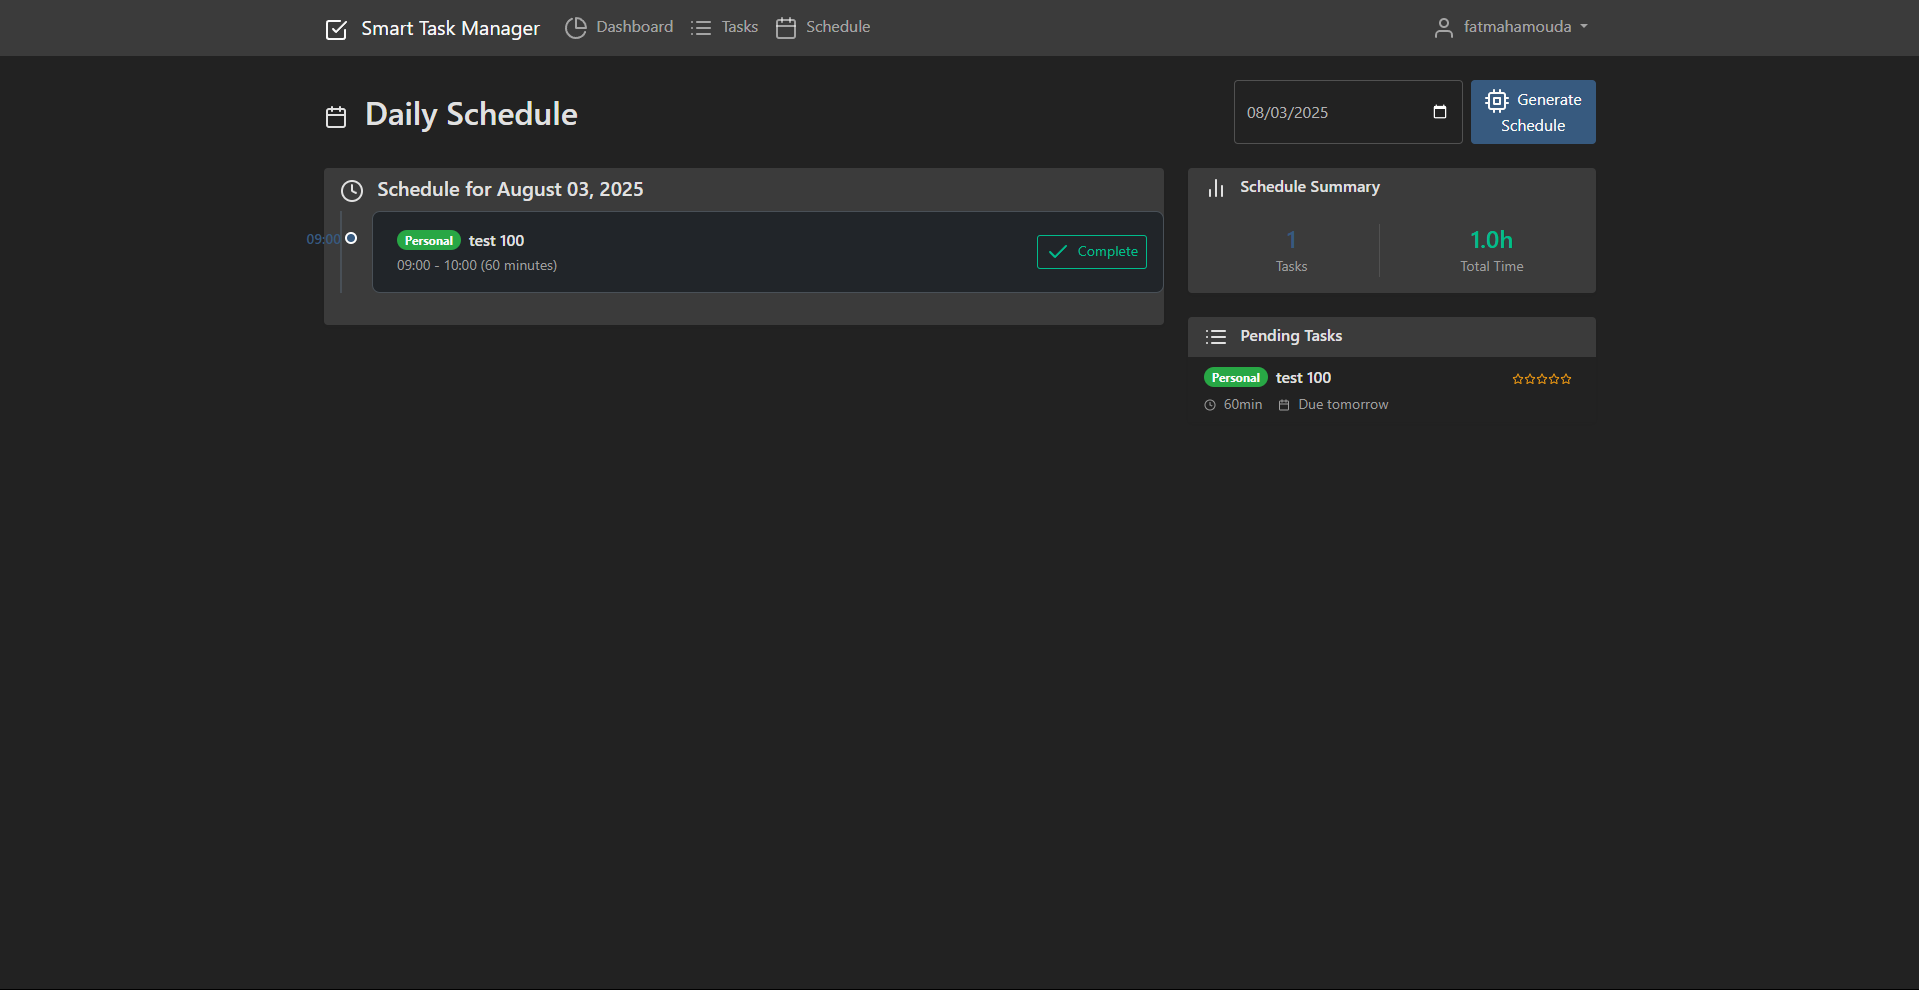 Smart Task Manager Dashboard Tasks Schedule fatmahamouda
Daily Schedule
08/03/2025
Generate
Schedule
Schedule for August 03, 2025
09:00
Personal test 100
09:00 - 10:00 (60 minutes)
Complete
Schedule Summary
1
Tasks
1.0h
Total Time
Pending Tasks
Personal test 100
60min Due tomorrow